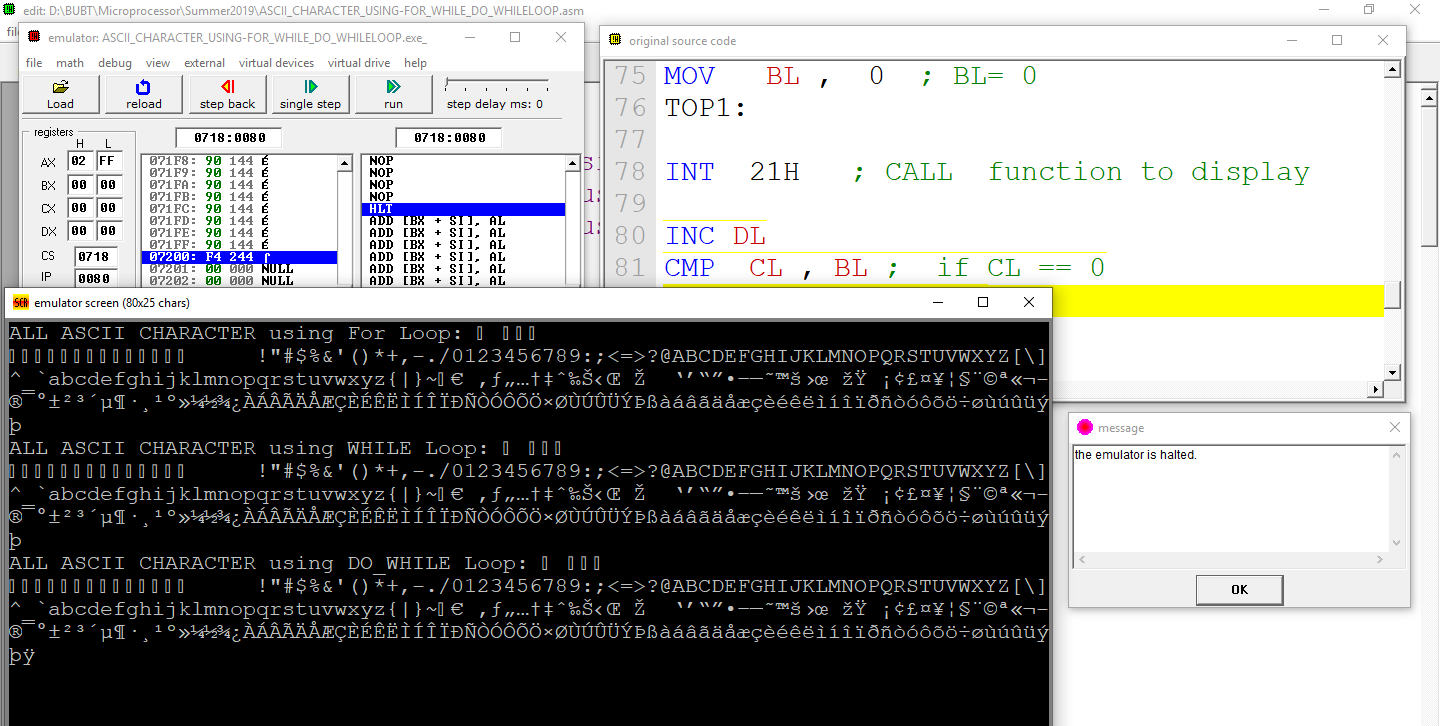 edit: D:\BUBT\Microprocessor\Summer2019\ASCII_CHARACTER_USING-FOR_WHILE_DO_WHILELOOP.asm
emulator: ASCII_CHARACTER_USING-FOR_WHILE_DO_WHILELOOP.exe_
file math debug view external virtual devices virtual drive help
Load reload step back single step run step delay ms: 0
registers
H L
0718:0080 0718:0080
AX 02 FF
BX 00 00
CX 00 00
DX 00 00
CS 0718
IP 0080
071F8: 90 144 É
071F9: 90 144 É
071FA: 90 144 É
071FB: 90 144 É
071FC: 90 144 É
071FD: 90 144 É
071FE: 90 144 É
071FF: 90 144 É
07200: F4 244 ⌠
07201: 00 000 NULL
07202: 00 000 NULL
NOP
NOP
NOP
NOP
HLT
ADD [BX + SI], AL
ADD [BX + SI], AL
ADD [BX + SI], AL
ADD [BX + SI], AL
ADD [BX + SI], AL
ADD [BX + SI], AL
original source code
75 MOV BL , 0 ; BL= 0
76 TOP1:
77
78 INT 21H ; CALL function to display
79
80 INC DL
81 CMP CL , BL ; if CL == 0
emulator screen (80x25 chars)
ALL ASCII CHARACTER using For Loop:
!"#$%&'()*+,-./0123456789:;<=>?@ABCDEFGHIJKLMNOPQRSTUVWXYZ[\]
^_`abcdefghijklmnopqrstuvwxyz{|}~ € ‚ƒ„…†‡ˆ‰Š‹Œ Ž ‘’“”•–—˜™š›œ žŸ ¡¢£¤¥¦§¨©ª«¬-
®¯°±²³´µ¶·¸¹º»¼½¾¿ÀÁÂÃÄÅÆÇÈÉÊËÌÍÎÏÐÑÒÓÔÕÖ×ØÙÚÛÜÝÞßàáâãäåæçèéêëìíîïðñòóôõö÷øùúûüý
þ
ALL ASCII CHARACTER using WHILE Loop:
!"#$%&'()*+,-./0123456789:;<=>?@ABCDEFGHIJKLMNOPQRSTUVWXYZ[\]
^_`abcdefghijklmnopqrstuvwxyz{|}~ € ‚ƒ„…†‡ˆ‰Š‹Œ Ž ‘’“”•–—˜™š›œ žŸ ¡¢£¤¥¦§¨©ª«¬-
®¯°±²³´µ¶·¸¹º»¼½¾¿ÀÁÂÃÄÅÆÇÈÉÊËÌÍÎÏÐÑÒÓÔÕÖ×ØÙÚÛÜÝÞßàáâãäåæçèéêëìíîïðñòóôõö÷øùúûüý
þ
ALL ASCII CHARACTER using DO_WHILE Loop:
!"#$%&'()*+,-./0123456789:;<=>?@ABCDEFGHIJKLMNOPQRSTUVWXYZ[\]
^_`abcdefghijklmnopqrstuvwxyz{|}~ € ‚ƒ„…†‡ˆ‰Š‹Œ Ž ‘’“”•–—˜™š›œ žŸ ¡¢£¤¥¦§¨©ª«¬-
®¯°±²³´µ¶·¸¹º»¼½¾¿ÀÁÂÃÄÅÆÇÈÉÊËÌÍÎÏÐÑÒÓÔÕÖ×ØÙÚÛÜÝÞßàáâãäåæçèéêëìíîïðñòóôõö÷øùúûüý
þÿ
message
the emulator is halted.
OK